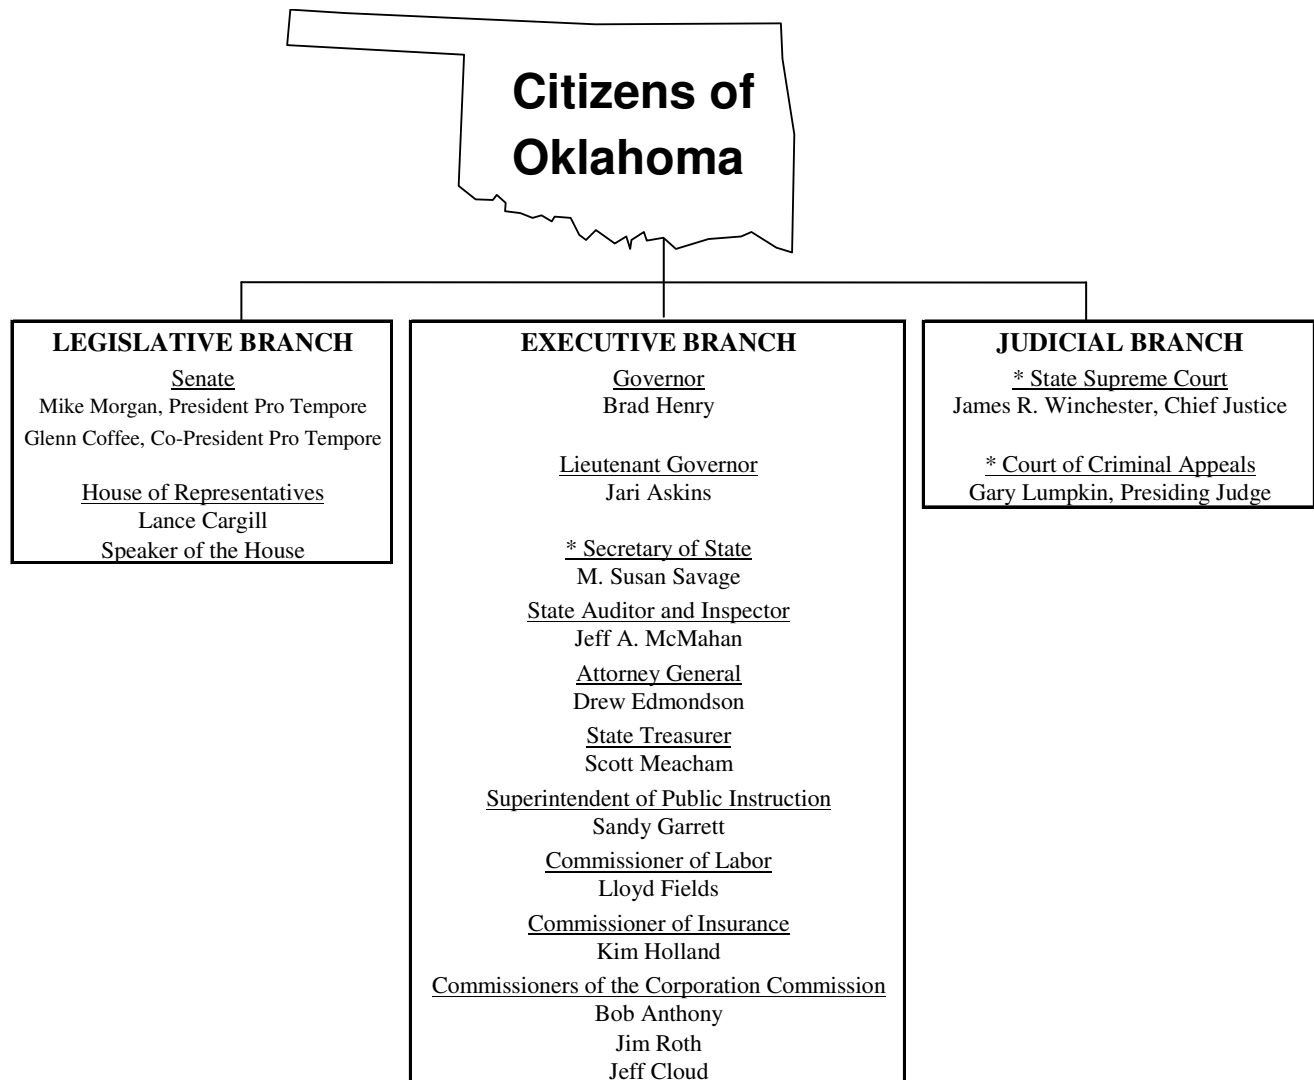 Citizens of
Oklahoma
LEGISLATIVE BRANCH
Senate
Mike Morgan, President Pro Tempore
Glenn Coffee, Co-President Pro Tempore
House of Representatives
Lance Cargill
Speaker of the House
EXECUTIVE BRANCH
Governor
Brad Henry
Lieutenant Governor
Jari Askins
* Secretary of State
M. Susan Savage
State Auditor and Inspector
Jeff A. McMahan
Attorney General
Drew Edmondson
State Treasurer
Scott Meacham
Superintendent of Public Instruction
Sandy Garrett
Commissioner of Labor
Lloyd Fields
Commissioner of Insurance
Kim Holland
Commissioners of the Corporation Commission
Bob Anthony
Jim Roth
Jeff Cloud
JUDICIAL BRANCH
* State Supreme Court
James R. Winchester, Chief Justice
* Court of Criminal Appeals
Gary Lumpkin, Presiding Judge